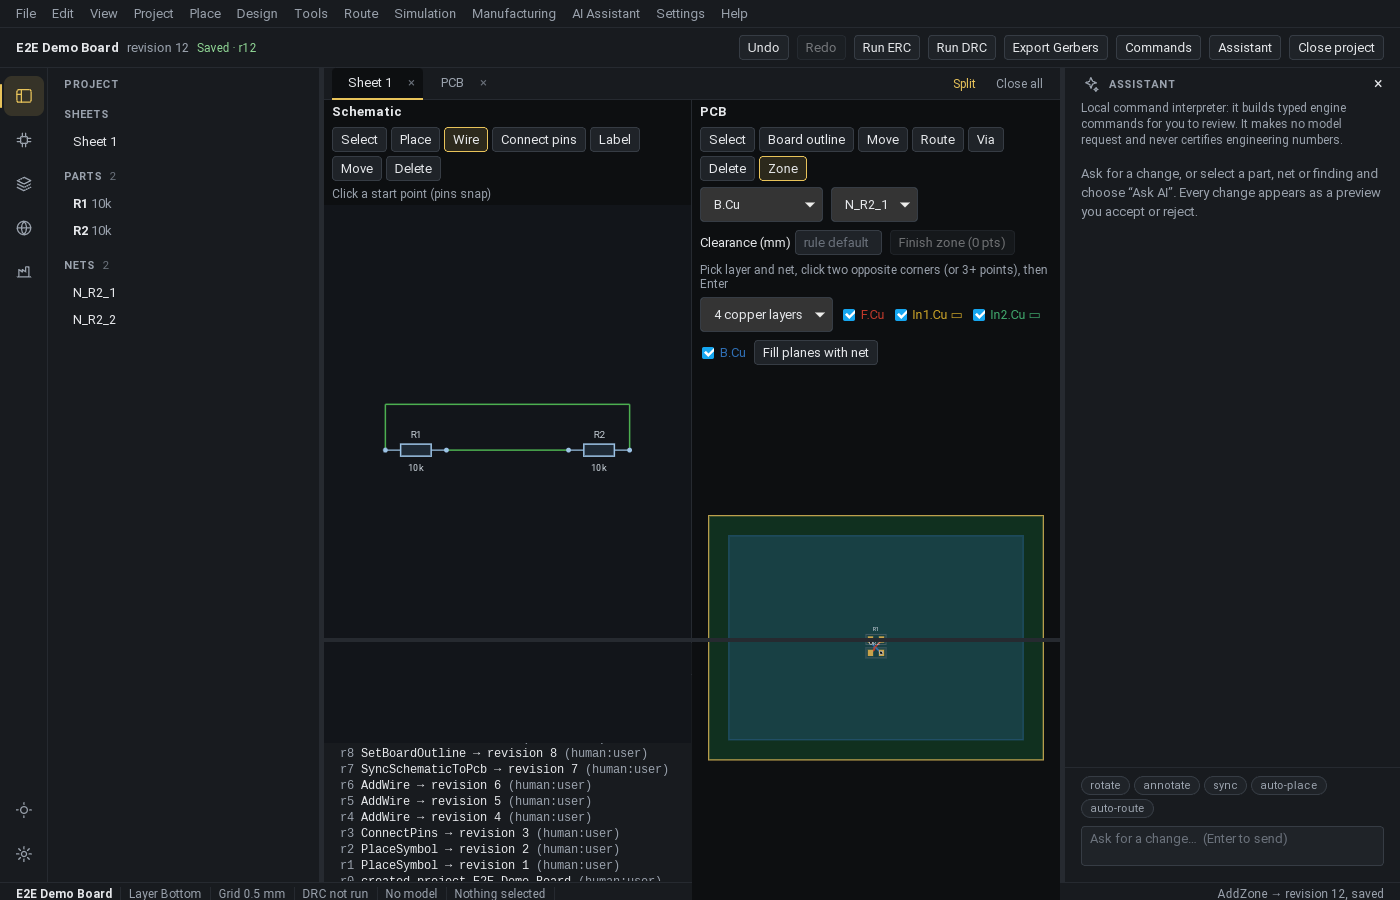 File Edit View Project Place Design Tools Route Simulation Manufacturing AI Assistant Settings Help
E2E Demo Board revision 12 Saved · r12 Undo Redo Run ERC Run DRC Export Gerbers Commands Assistant Close project
PROJECT
SHEETS
Sheet 1
PARTS 2
R1 10k
R2 10k
NETS 2
N_R2_1
N_R2_2
Sheet 1 × PCB × Split Close all
Schematic
Select Place Wire Connect pins Label
Move Delete
Click a start point (pins snap)
R1 R2
10k 10k
r8 SetBoardOutline → revision 8 (human:user)
r7 SyncSchematicToPcb → revision 7 (human:user)
r6 AddWire → revision 6 (human:user)
r5 AddWire → revision 5 (human:user)
r4 AddWire → revision 4 (human:user)
r3 ConnectPins → revision 3 (human:user)
r2 PlaceSymbol → revision 2 (human:user)
r1 PlaceSymbol → revision 1 (human:user)
r0 created project E2E Demo Board (human:user)
PCB
Select Board outline Move Route Via
Delete Zone
B.Cu N_R2_1
Clearance (mm) rule default Finish zone (0 pts)
Pick layer and net, click two opposite corners (or 3+ points), then
Enter
4 copper layers F.Cu In1.Cu In2.Cu
B.Cu Fill planes with net
R1
ASSISTANT ×
Local command interpreter: it builds typed engine
commands for you to review. It makes no model
request and never certifies engineering numbers.
Ask for a change, or select a part, net or finding and
choose “Ask AI”. Every change appears as a preview
you accept or reject.
rotate annotate sync auto-place
auto-route
Ask for a change... (Enter to send)
E2E Demo Board Layer Bottom Grid 0.5 mm DRC not run No model Nothing selected AddZone → revision 12, saved